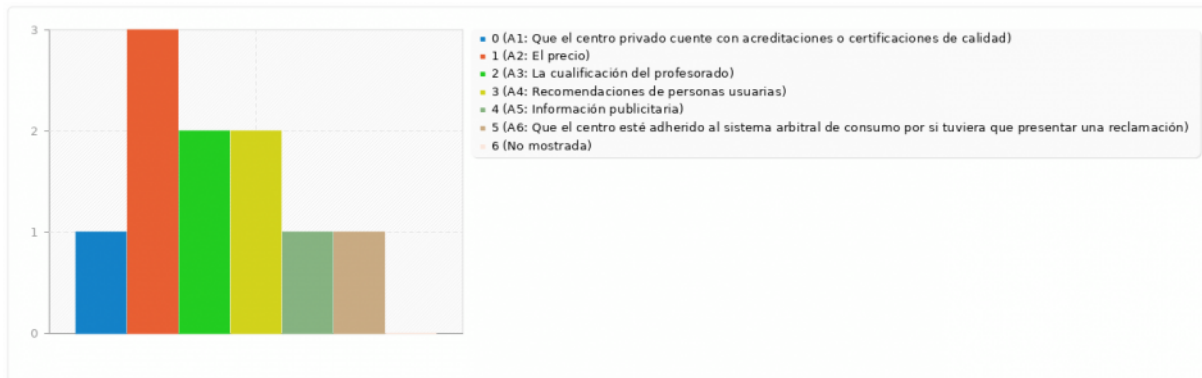 3
2
1
0
0 (A1: Que el centro privado cuente con acreditaciones o certificaciones de calidad)
1 (A2: El precio)
2 (A3: La cualificación del profesorado)
3 (A4: Recomendaciones de personas usuarias)
4 (A5: Información publicitaria)
5 (A6: Que el centro esté adherido al sistema arbitral de consumo por si tuviera que presentar una reclamación)
6 (No mostrada)